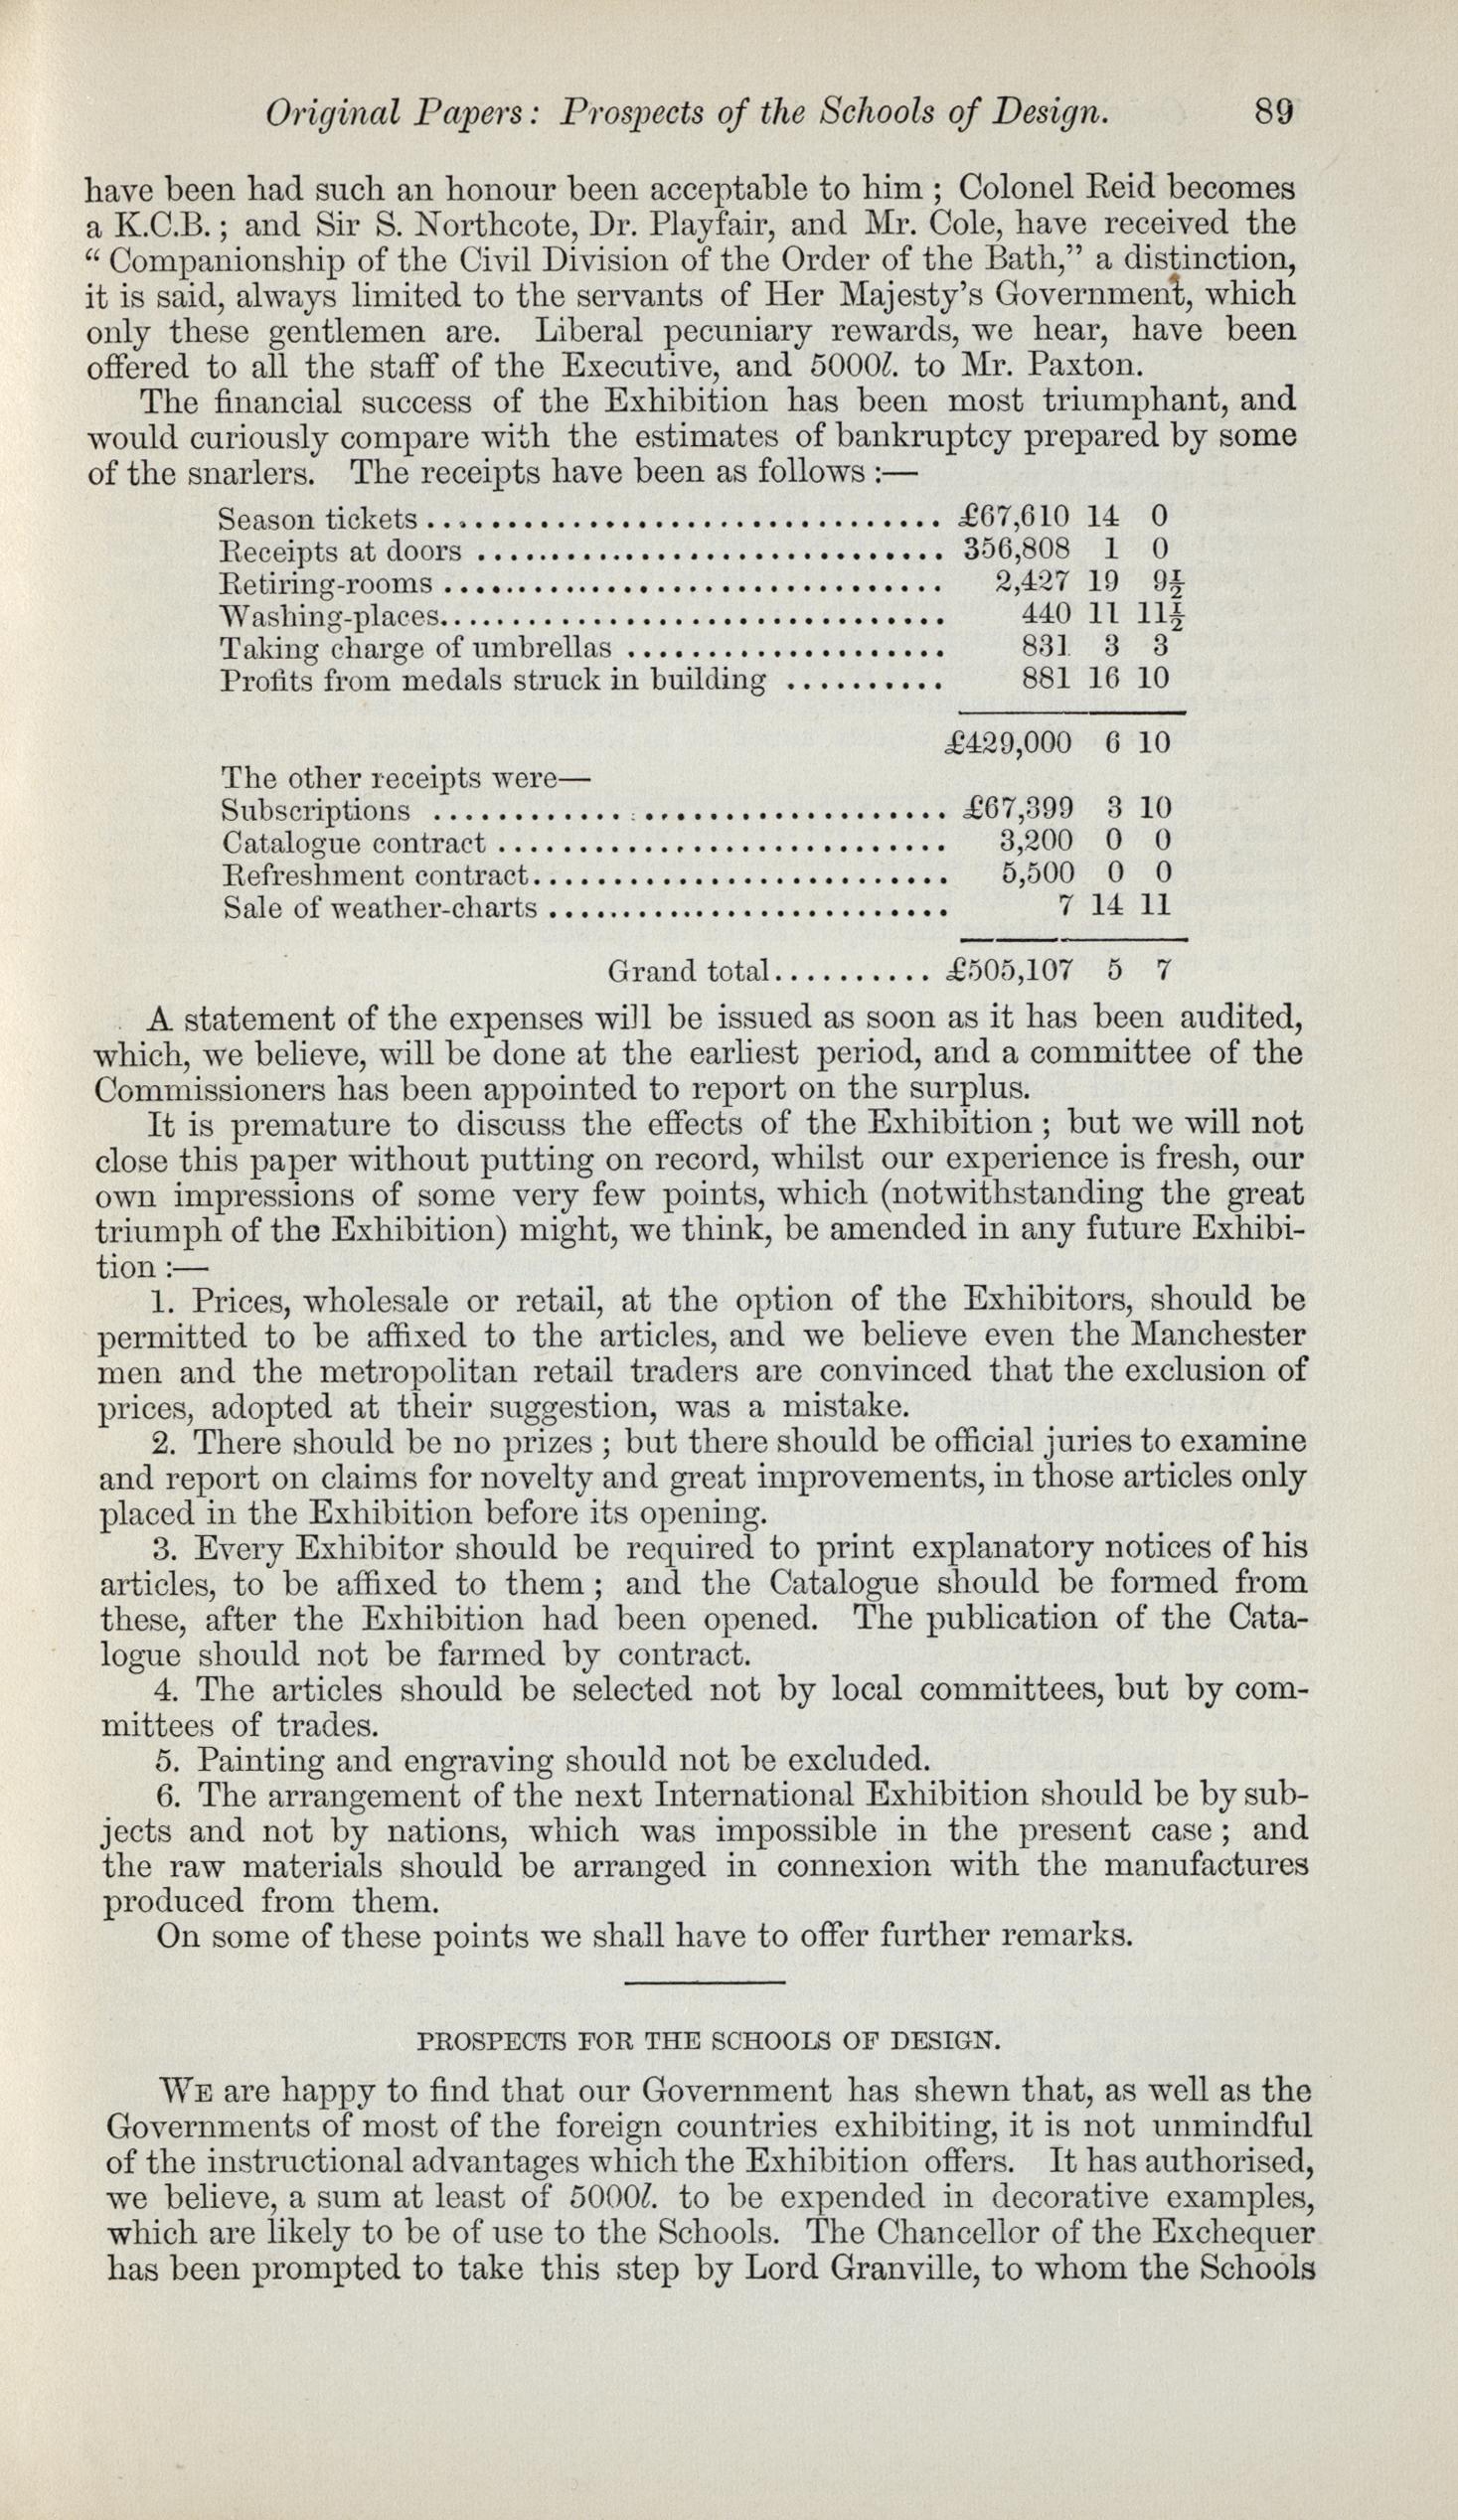 Original Papers: Prospects of the Schools of Design. 89
have been had such an honour been acceptable to him ; Colonel Reid becomes
a K.C.B. ; and Sir S. Northcote, Dr. Playfair, and Mr. Cole, have received the
“ Companionship of the Civil Division of the Order of the Bath,” a distinction,
it is said, always limited to the servants of Her Majesty’s Government, which
only these gentlemen are. Liberal pecuniary rewards, we hear, have been
offered to all the staff of the Executive, and 5000l. to Mr. Paxton.
The financial success of the Exhibition has been most triumphant, and
would curiously compare with the estimates of bankruptcy prepared by some
of the snarlers. The receipts have been as follows :—
Season tickets ................................ £67,610 14 0
Receipts at doors ............................. 356,808 1 0
Retiring-rooms ............................... 2,427 19 9½
Washing-places................................ 440 11 11½
Taking charge of umbrellas .................... 831 3 3
Profits from medals struck in building .......... 881 16 10
£429,000 6 10
The other receipts were—
Subscriptions ................................ £67,399 3 10
Catalogue contract ............................ 3,200 0 0
Refreshment contract.......................... 5,500 0 0
Sale of weather-charts ......................... 7 14 11
Grand total.......... £505,107 5 7
A statement of the expenses will be issued as soon as it has been audited,
which, we believe, will be done at the earliest period, and a committee of the
Commissioners has been appointed to report on the surplus.
It is premature to discuss the effects of the Exhibition ; but we will not
close this paper without putting on record, whilst our experience is fresh, our
own impressions of some very few points, which (notwithstanding the great
triumph of the Exhibition) might, we think, be amended in any future Exhibi-
tion :—
1. Prices, wholesale or retail, at the option of the Exhibitors, should be
permitted to be affixed to the articles, and we believe even the Manchester
men and the metropolitan retail traders are convinced that the exclusion of
prices, adopted at their suggestion, was a mistake.
2. There should be no prizes ; but there should be official juries to examine
and report on claims for novelty and great improvements, in those articles only
placed in the Exhibition before its opening.
3. Every Exhibitor should be required to print explanatory notices of his
articles, to be affixed to them ; and the Catalogue should be formed from
these, after the Exhibition had been opened. The publication of the Cata-
logue should not be farmed by contract.
4. The articles should be selected not by local committees, but by com-
mittees of trades.
5. Painting and engraving should not be excluded.
6. The arrangement of the next International Exhibition should be by sub-
jects and not by nations, which was impossible in the present case ; and
the raw materials should be arranged in connexion with the manufactures
produced from them.
On some of these points we shall have to offer further remarks.
PROSPECTS FOR THE SCHOOLS OF DESIGN.
WE are happy to find that our Government has shewn that, as well as the
Governments of most of the foreign countries exhibiting, it is not unmindful
of the instructional advantages which the Exhibition offers. It has authorised,
we believe, a sum at least of 5000l. to be expended in decorative examples,
which are likely to be of use to the Schools. The Chancellor of the Exchequer
has been prompted to take this step by Lord Granville, to whom the Schools